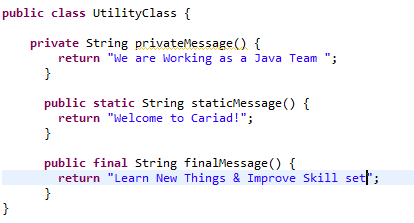 public class UtilityClass {
private String privateMessage() {
return "We are Working as a Java Team ";
}
public static String staticMessage() {
return "Welcome to Cariad!";
}
public final String finalMessage() {
return "Learn New Things & Improve Skill set";
}
}